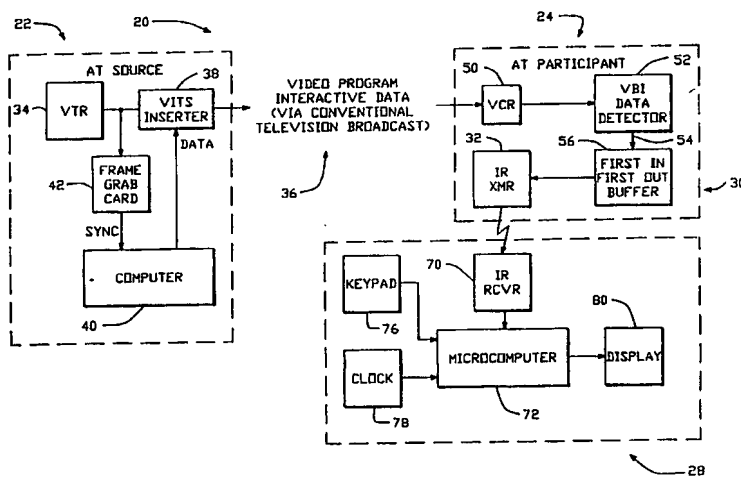 22
20
24
AT SOURCE
38
34
VTR
VITS
INSERTER
DATA
42
FRAME
GRAB
CARD
SYNC
COMPUTER
40
VIDEO PROGRAM
INTERACTIVE DATA
(VIA CONVENTIONAL
TELEVISION BROADCAST)
36
AT PARTICIPANT
50
52
VCR
VBI
DATA
DETECTOR
32
56
54
IR
XMR
FIRST IN
FIRST OUT
BUFFER
30
70
IR
RCVR
KEYPAD
76
80
MICROCOMPUTER
72
DISPLAY
CLOCK
78
28